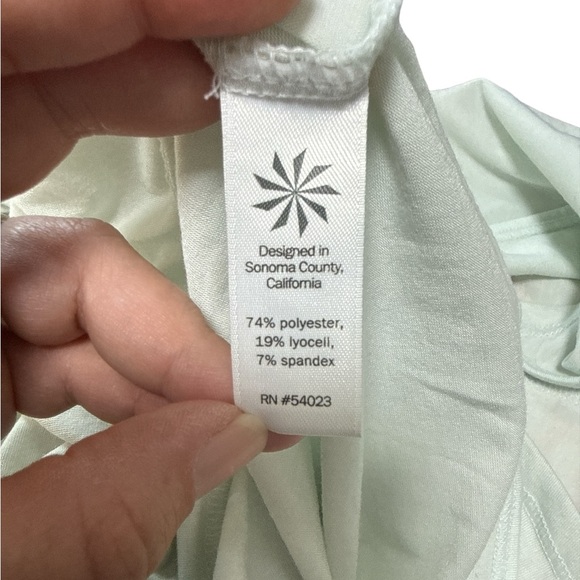 Designed in
Sonoma County,
California
74% polyester,
19% lyocell,
7% spandex
RN #54023